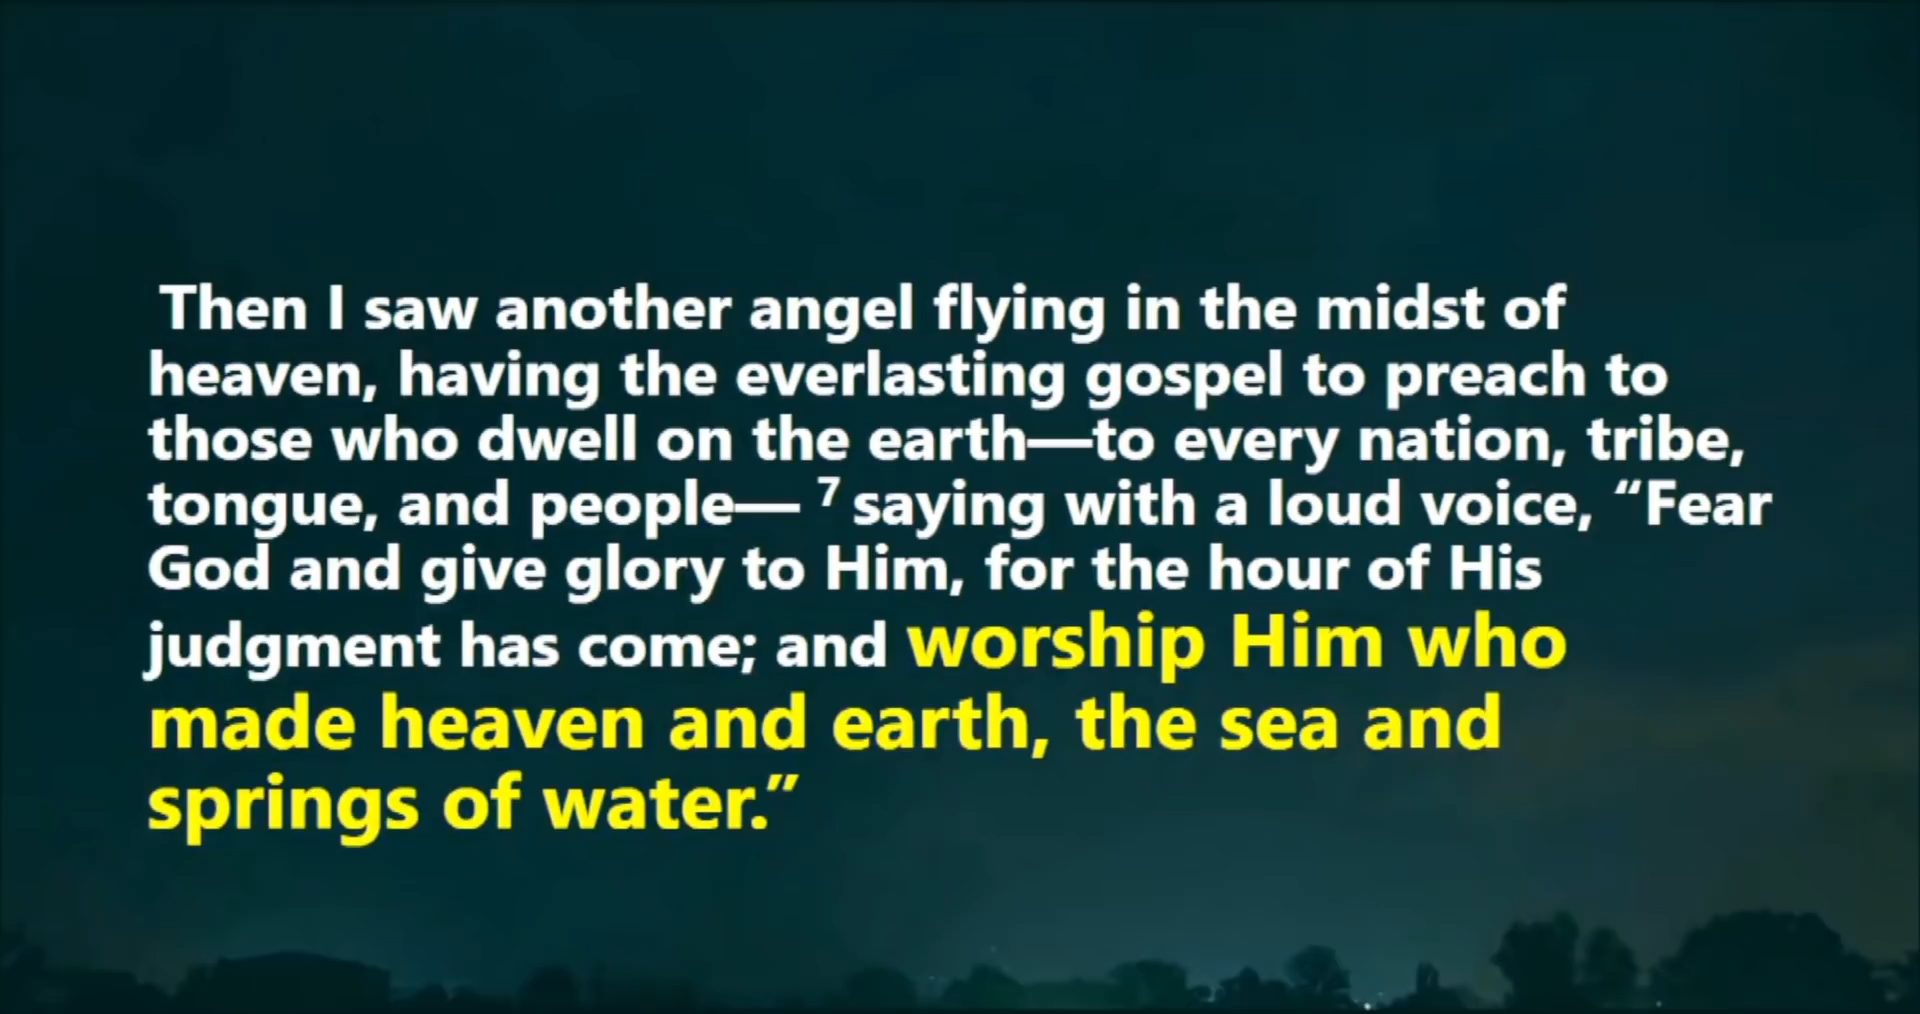 Then I saw another angel flying in the midst of
heaven, having the everlasting gospel to preach to
those who dwell on the earth—to every nation, tribe,
tongue, and people— ⁷ saying with a loud voice, “Fear
God and give glory to Him, for the hour of His
judgment has come; and worship Him who
made heaven and earth, the sea and
springs of water.”